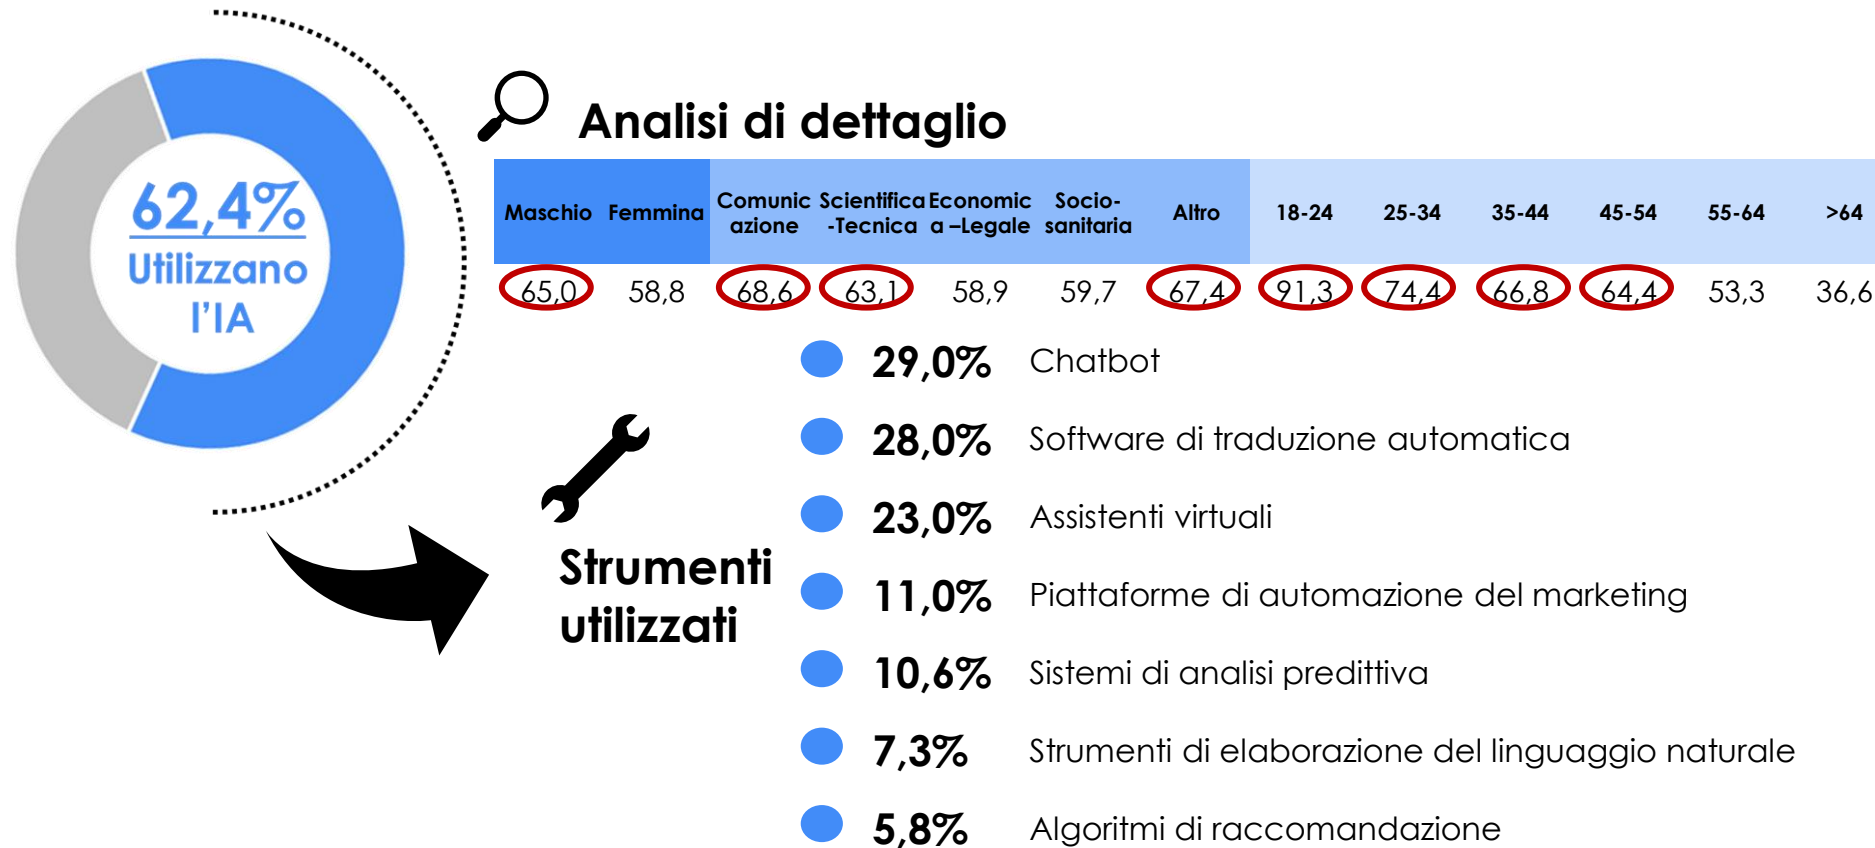 62,4%
Utilizzano
l'IA
Analisi di dettaglio
Maschio Femmina Comunic Scientifica Economic Socio- Altro 18-24 25-34 35-44 45-54 55-64 >64
azione -Tecnica a –Legale sanitaria
65,0 58,8 68,6 63,1 58,9 59,7 67,4 91,3 74,4 66,8 64,4 53,3 36,6
Strumenti
utilizzati
29,0% Chatbot
28,0% Software di traduzione automatica
23,0% Assistenti virtuali
11,0% Piattaforme di automazione del marketing
10,6% Sistemi di analisi predittiva
7,3% Strumenti di elaborazione del linguaggio naturale
5,8% Algoritmi di raccomandazione